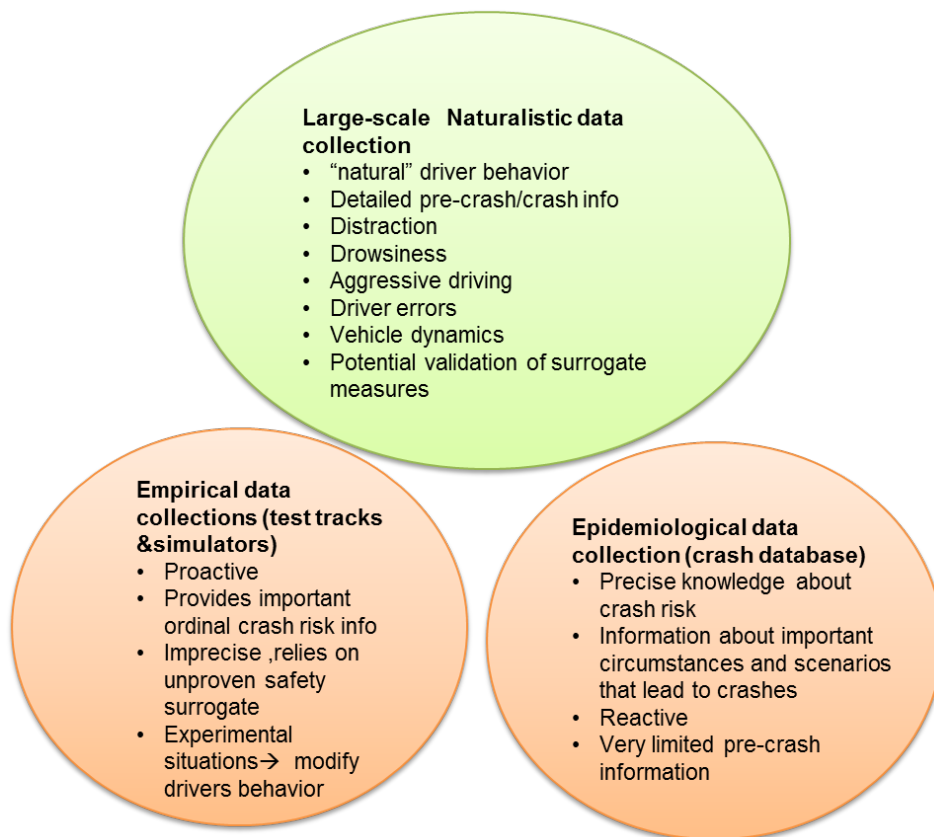 Large-scale Naturalistic data
collection
• “natural” driver behavior
• Detailed pre-crash/crash info
• Distraction
• Drowsiness
• Aggressive driving
• Driver errors
• Vehicle dynamics
• Potential validation of surrogate
measures
Empirical data
collections (test tracks
&simulators)
• Proactive
• Provides important
ordinal crash risk info
• Imprecise ,relies on
unproven safety
surrogate
• Experimental
situations→ modify
drivers behavior
Epidemiological data
collection (crash database)
• Precise knowledge about
crash risk
• Information about important
circumstances and scenarios
that lead to crashes
• Reactive
• Very limited pre-crash
information